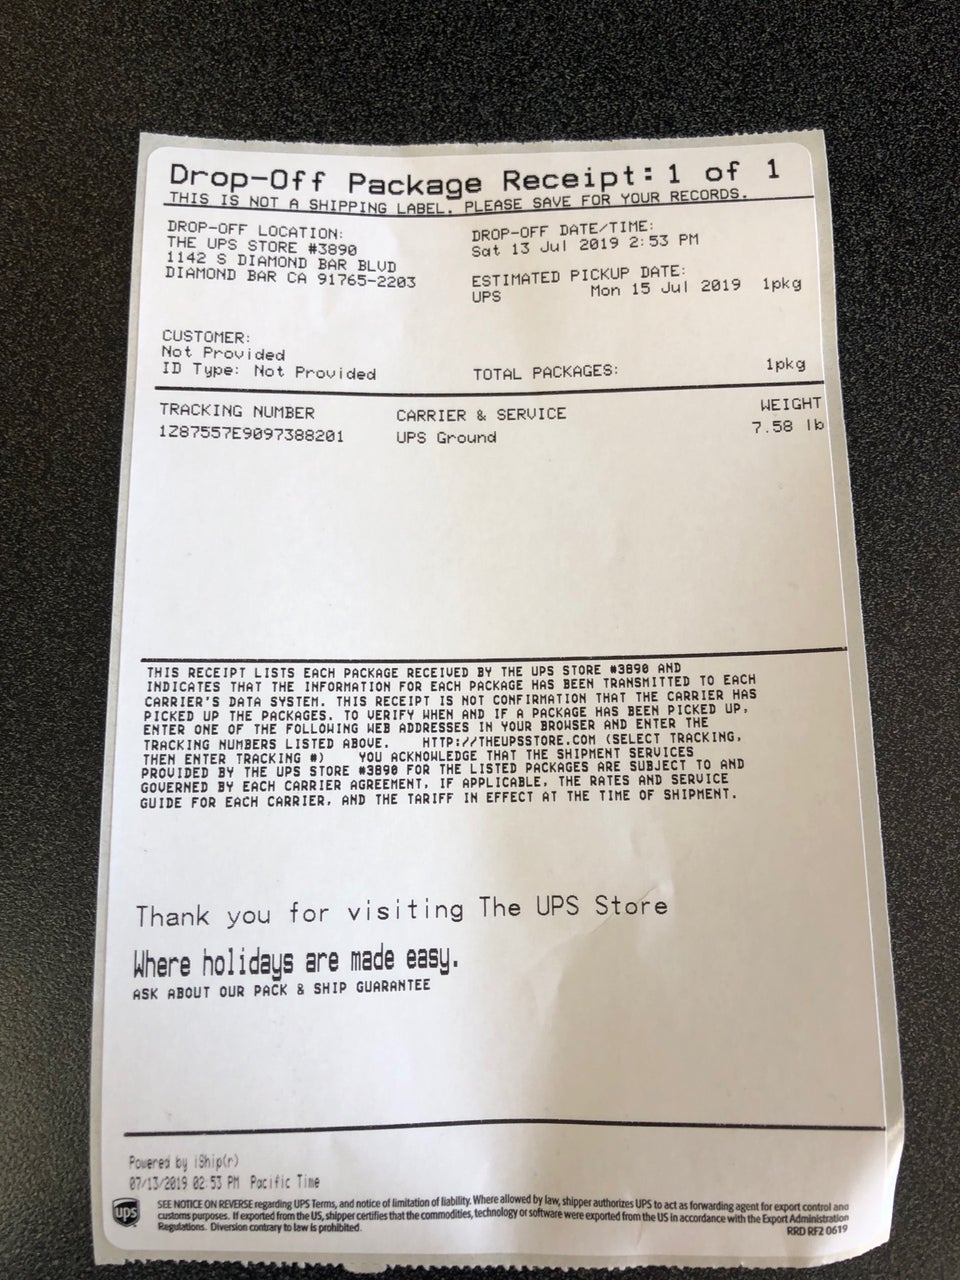 Drop-Off Package Receipt: 1 of 1
THIS IS NOT A SHIPPING LABEL. PLEASE SAVE FOR YOUR RECORDS.
DROP-OFF LOCATION:
THE UPS STORE #3890
1142 S DIAMOND BAR BLVD
DIAMOND BAR CA 91765-2203
DROP-OFF DATE/TIME:
Sat 13 Jul 2019 2:53 PM
ESTIMATED PICKUP DATE:
UPS Mon 15 Jul 2019 1pkg
CUSTOMER:
Not Provided
ID Type: Not Provided
TOTAL PACKAGES: 1pkg
TRACKING NUMBER CARRIER & SERVICE WEIGHT
1Z87557E9097388201 UPS Ground 7.58 lb
THIS RECEIPT LISTS EACH PACKAGE RECEIVED BY THE UPS STORE #3890 AND
INDICATES THAT THE INFORMATION FOR EACH PACKAGE HAS BEEN TRANSMITTED TO EACH
CARRIER'S DATA SYSTEM. THIS RECEIPT IS NOT CONFIRMATION THAT THE CARRIER HAS
PICKED UP THE PACKAGES. TO VERIFY WHEN AND IF A PACKAGE HAS BEEN PICKED UP,
ENTER ONE OF THE FOLLOWING WEB ADDRESSES IN YOUR BROWSER AND ENTER THE
TRACKING NUMBERS LISTED ABOVE. HTTP://THEUPSSTORE.COM (SELECT TRACKING,
THEN ENTER TRACKING #) YOU ACKNOWLEDGE THAT THE SHIPMENT SERVICES
PROVIDED BY THE UPS STORE #3890 FOR THE LISTED PACKAGES ARE SUBJECT TO AND
GOVERNED BY EACH CARRIER AGREEMENT, IF APPLICABLE, THE RATES AND SERVICE
GUIDE FOR EACH CARRIER, AND THE TARIFF IN EFFECT AT THE TIME OF SHIPMENT.
Thank you for visiting The UPS Store
Where holidays are made easy.
ASK ABOUT OUR PACK & SHIP GUARANTEE
Powered by iShip(r)
07/13/2019 02:53 PM Pacific Time
ups
SEE NOTICE ON REVERSE regarding UPS Terms, and notice of limitation of liability. Where allowed by law, shipper authorizes UPS to act as forwarding agent for export control and
customs purposes. If exported from the US, shipper certifies that the commodities, technology or software were exported from the US in accordance with the Export Administration
Regulations. Diversion contrary to law is prohibited.
RRD RF2 0619